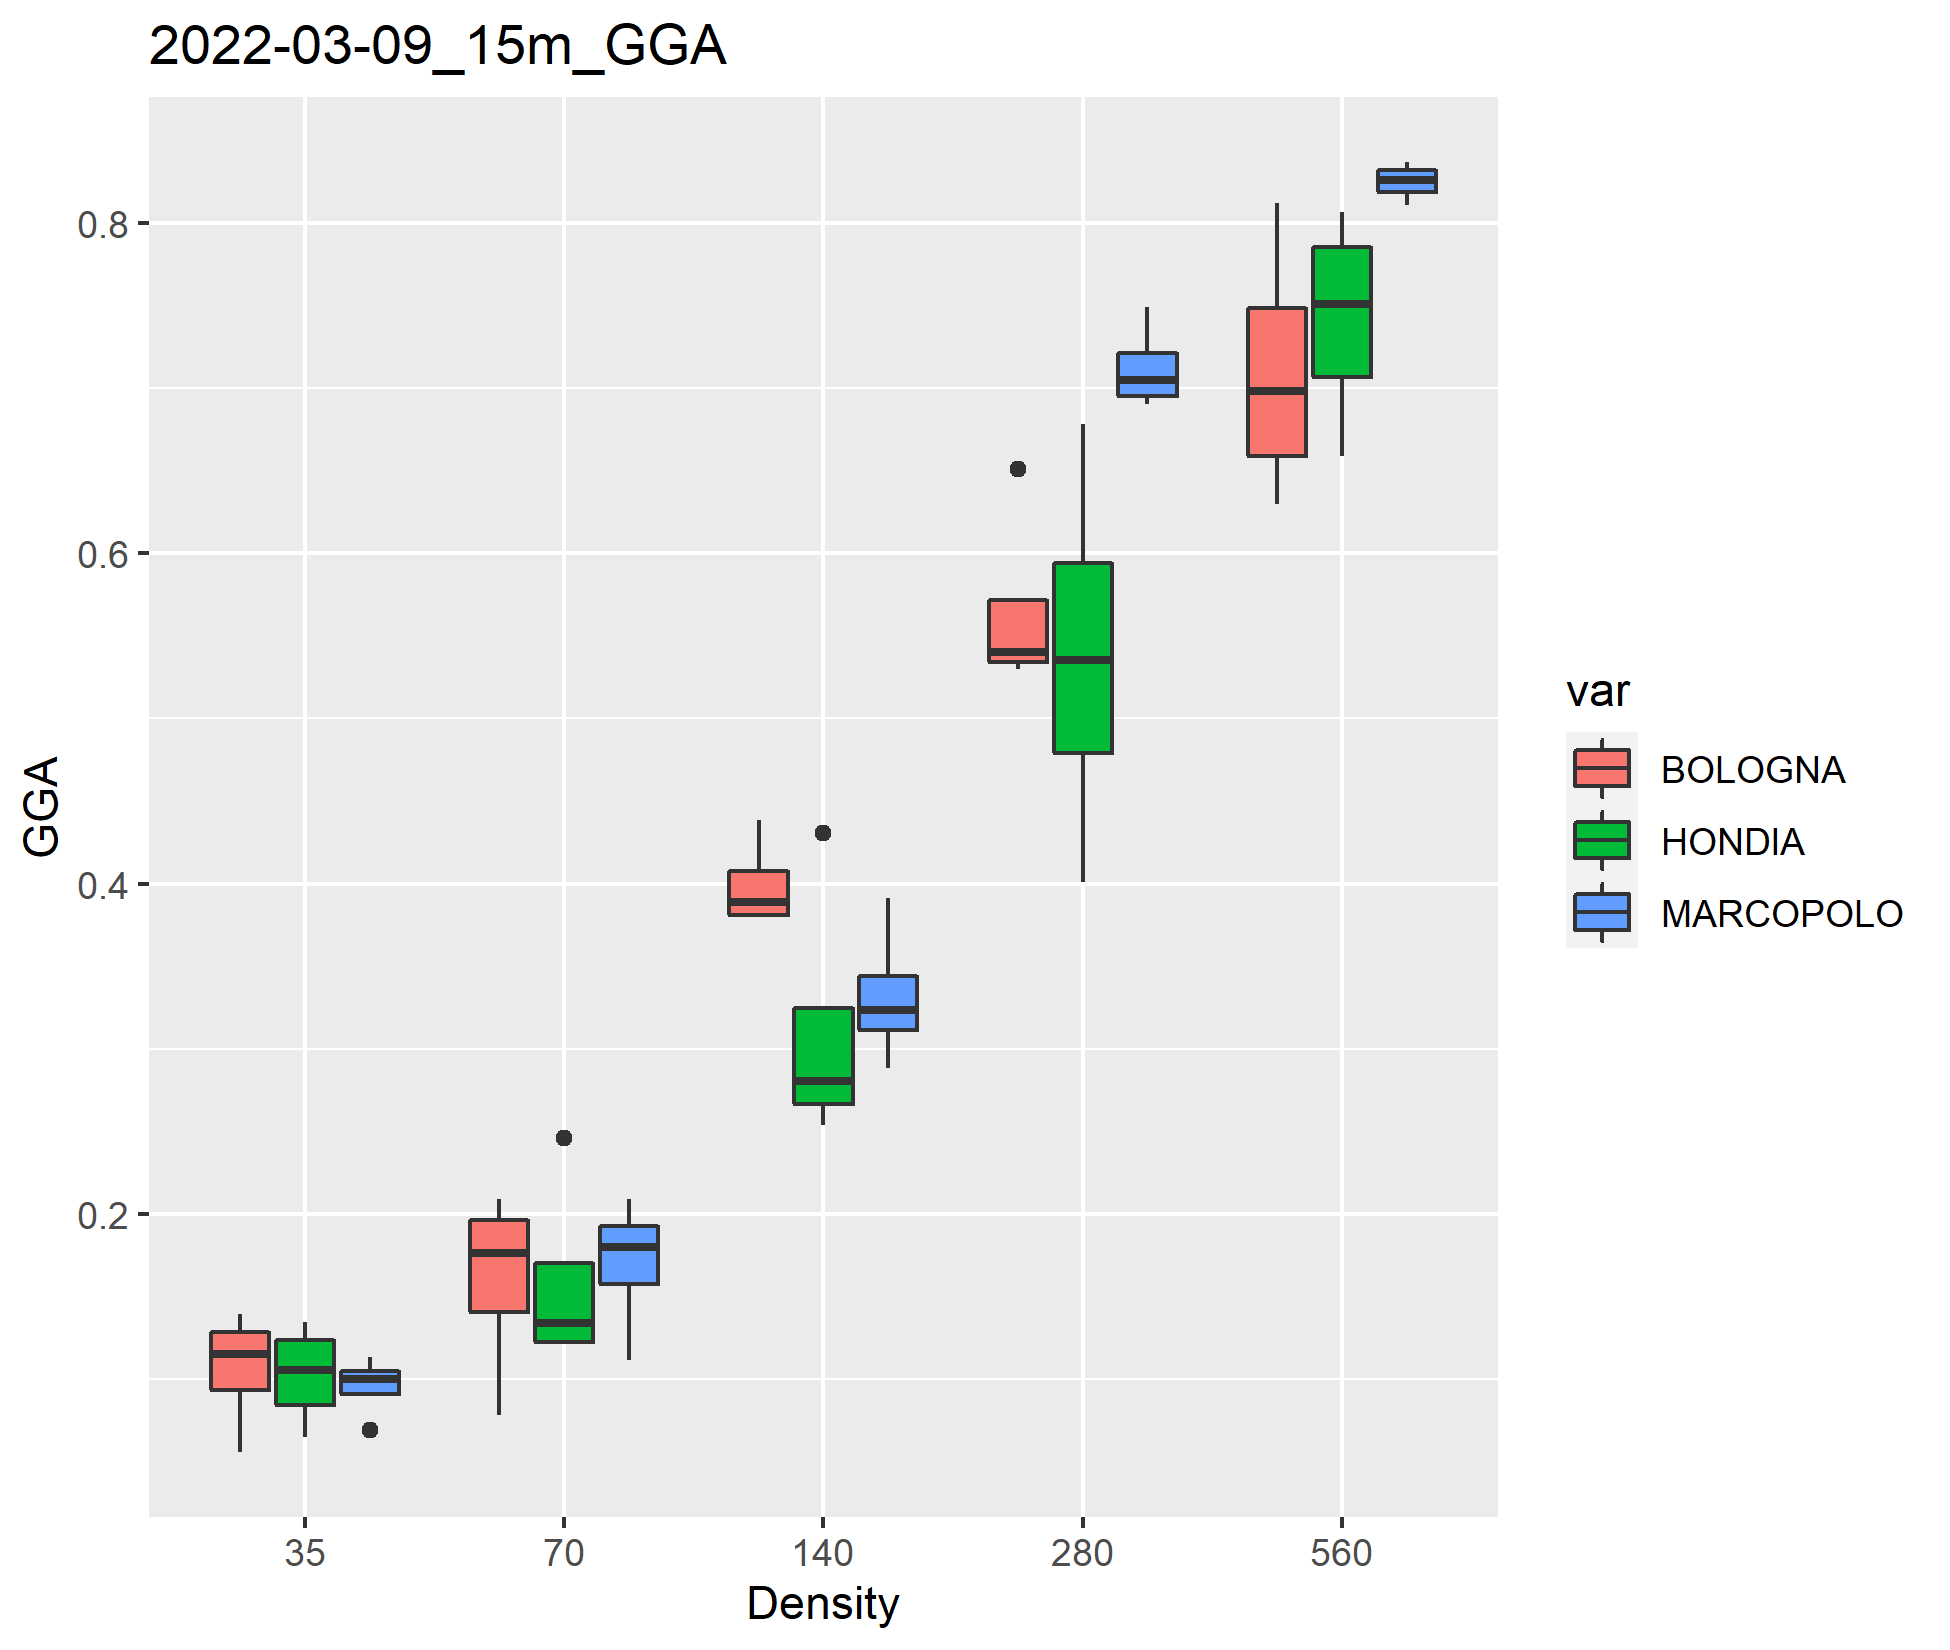 2022-03-09_15m_GGA
0.8
0.6
0.4
0.2
GGA
35 70 140 280 560
Density
var
BOLOGNA
HONDIA
MARCOPOLO